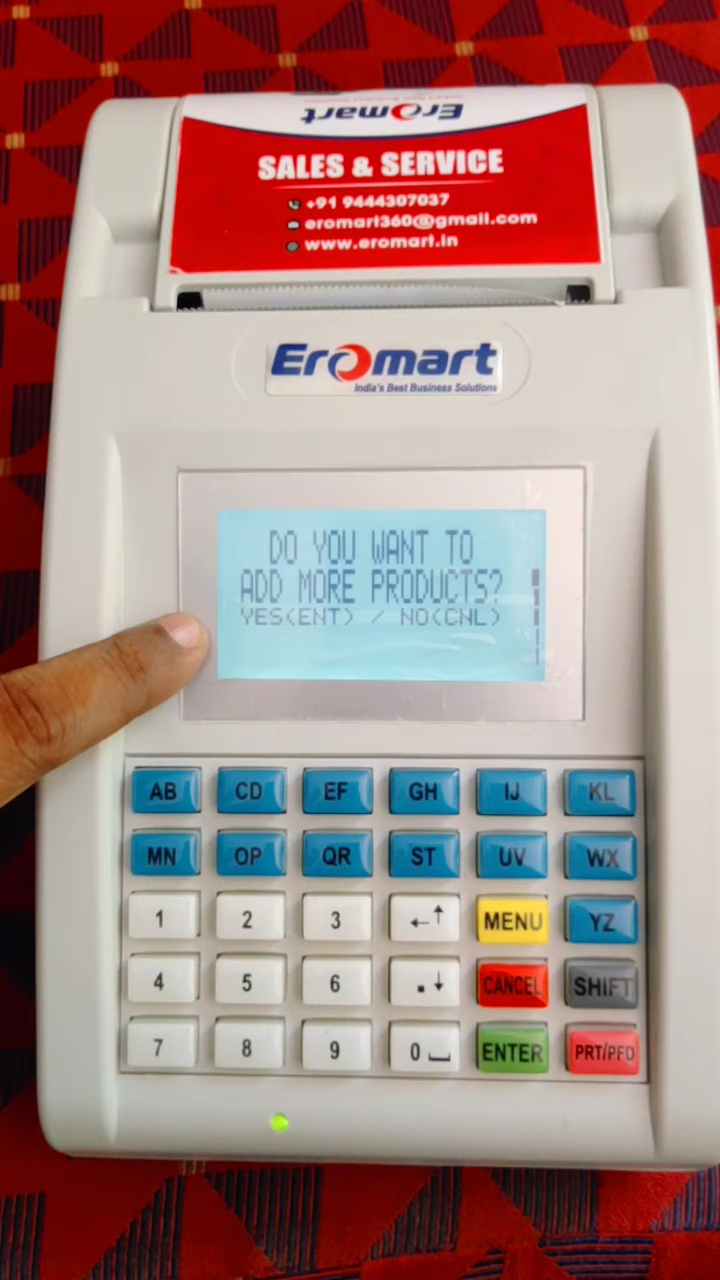 Eromart
SALES & SERVICE
+91 9444307037
eromart360@gmail.com
www.eromart.in
Eromart
India's Best Business Solutions
DO YOU WANT TO
ADD MORE PRODUCTS?
YES(ENT) / NO(CNL)
AB CD EF GH IJ KL
MN OP QR ST UV WX
1 2 3 ←↑ MENU YZ
4 5 6 . ↓ CANCEL SHIFT
7 8 9 0 ENTER PRT/PFD